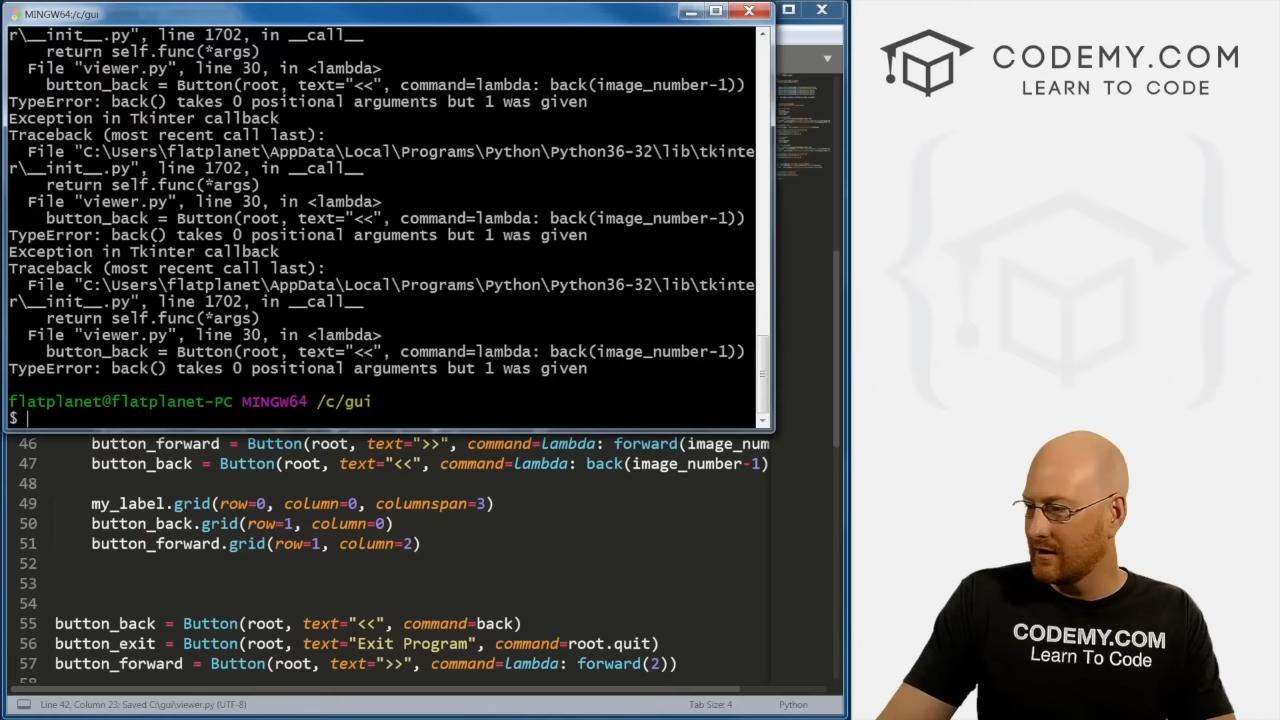 MINGW64:/c/gui
r\__init__.py", line 1702, in __call__
return self.func(*args)
File "viewer.py", line 30, in <lambda>
button_back = Button(root, text="<<", command=lambda: back(image_number-1))
TypeError: back() takes 0 positional arguments but 1 was given
Exception in Tkinter callback
Traceback (most recent call last):
File "C:\Users\flatplanet\AppData\Local\Programs\Python\Python36-32\lib\tkinte
r\__init__.py", line 1702, in __call__
return self.func(*args)
File "viewer.py", line 30, in <lambda>
button_back = Button(root, text="<<", command=lambda: back(image_number-1))
TypeError: back() takes 0 positional arguments but 1 was given
Exception in Tkinter callback
Traceback (most recent call last):
File "C:\Users\flatplanet\AppData\Local\Programs\Python\Python36-32\lib\tkinte
r\__init__.py", line 1702, in __call__
return self.func(*args)
File "viewer.py", line 30, in <lambda>
button_back = Button(root, text="<<", command=lambda: back(image_number-1))
TypeError: back() takes 0 positional arguments but 1 was given
flatplanet@flatplanet-PC MINGW64 /c/gui
$
46 button_forward = Button(root, text=">>", command=lambda: forward(image_num
47 button_back = Button(root, text="<<", command=lambda: back(image_number-1)
48
49 my_label.grid(row=0, column=0, columnspan=3)
50 button_back.grid(row=1, column=0)
51 button_forward.grid(row=1, column=2)
52
53
54
55 button_back = Button(root, text="<<", command=back)
56 button_exit = Button(root, text="Exit Program", command=root.quit)
57 button_forward = Button(root, text=">>", command=lambda: forward(2))
58
Line 42, Column 23; Saved C:\gui\viewer.py (UTF-8)
Tab Size: 4
Python
CODEMY.COM
LEARN TO CODE
CODEMY.COM
Learn To Code